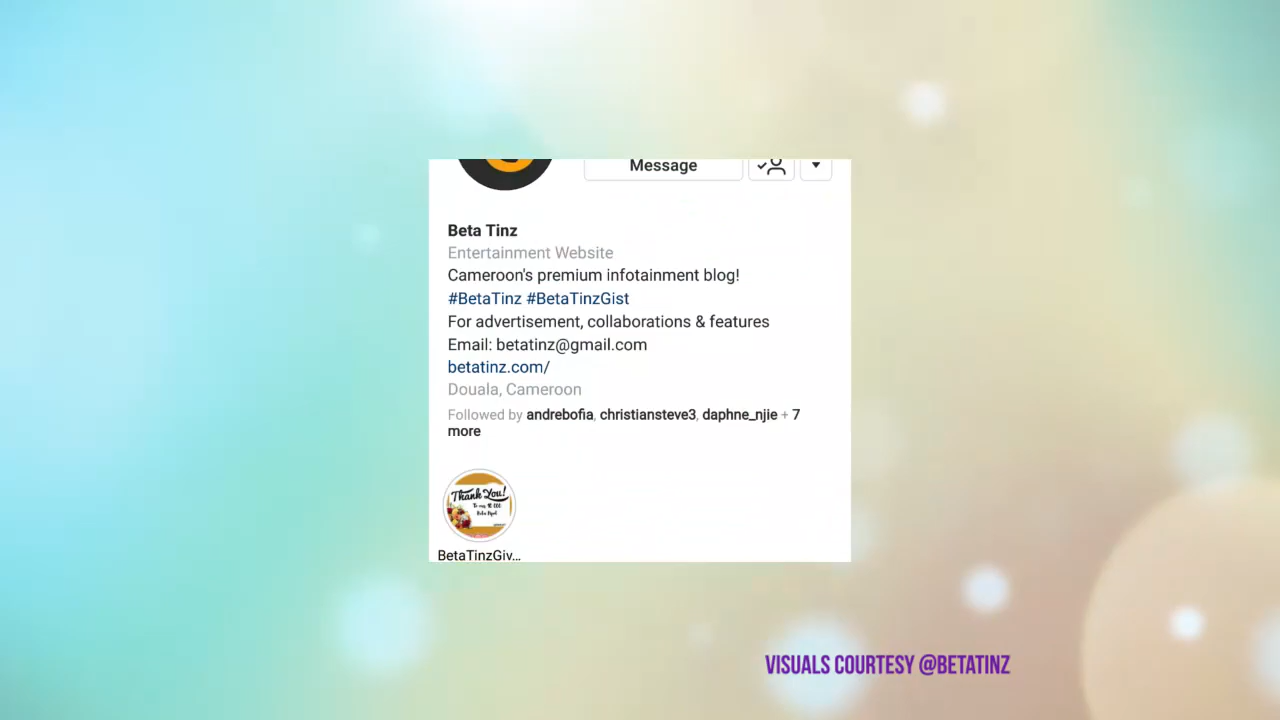 Message
Beta Tinz
Entertainment Website
Cameroon's premium infotainment blog!
#BetaTinz #BetaTinzGist
For advertisement, collaborations & features
Email: betatinz@gmail.com
betatinz.com/
Douala, Cameroon
Followed by andrebofia, christiansteve3, daphne_njie + 7
more
Thank You!
BetaTinzGiv...
VISUALS COURTESY @BETATINZ